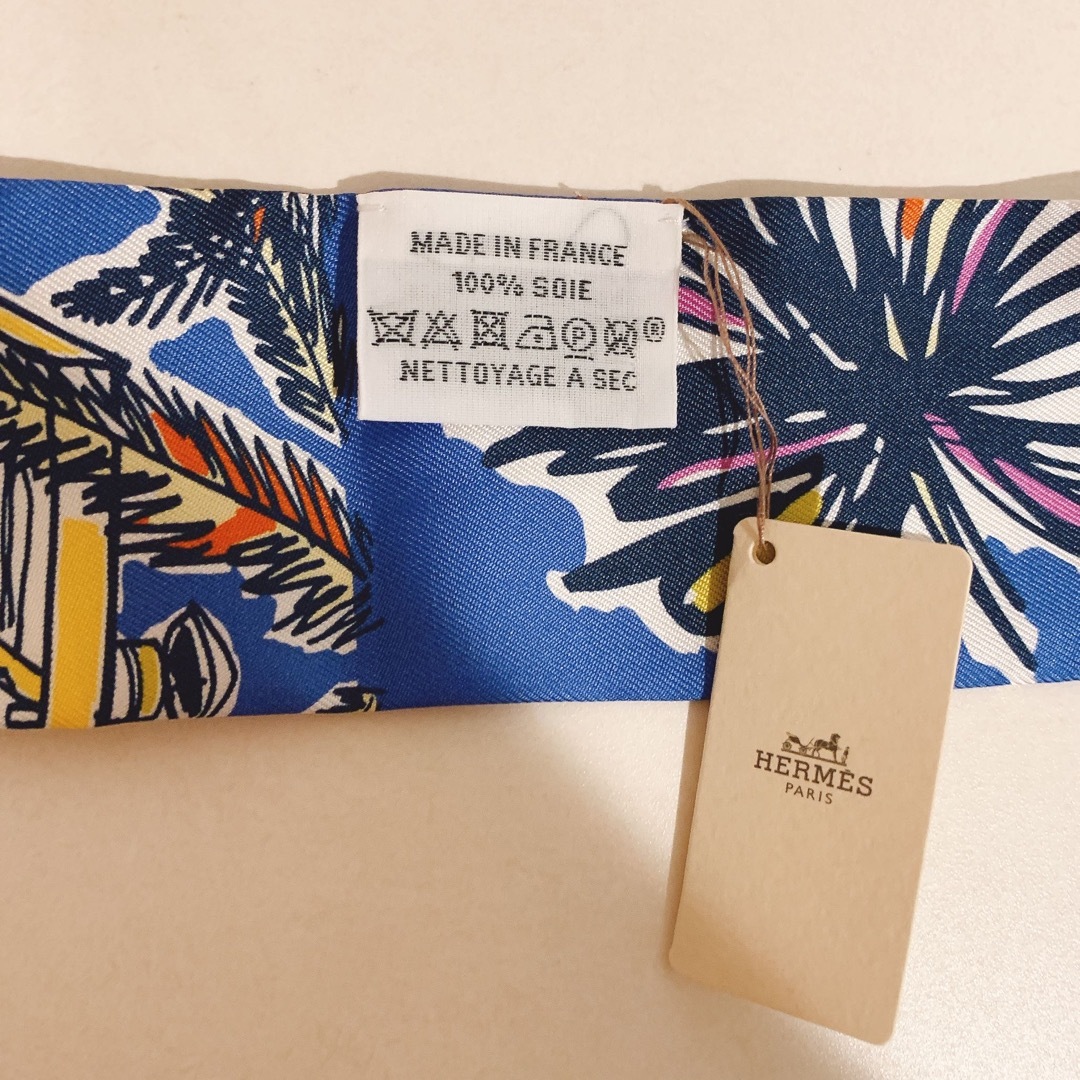 MADE IN FRANCE
100% SOIE
®
NETTOYAGE A SEC
HERMÈS
PARIS